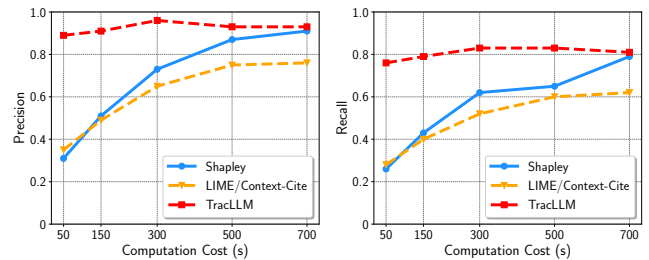 1.0
0.8
0.6
0.4
0.2
0
Precision
50 150 300 500 700
Computation Cost (s)
Shapley
LIME/Context-Cite
TracLLM
1.0
0.8
0.6
0.4
0.2
0
Recall
50 150 300 500 700
Computation Cost (s)
Shapley
LIME/Context-Cite
TracLLM